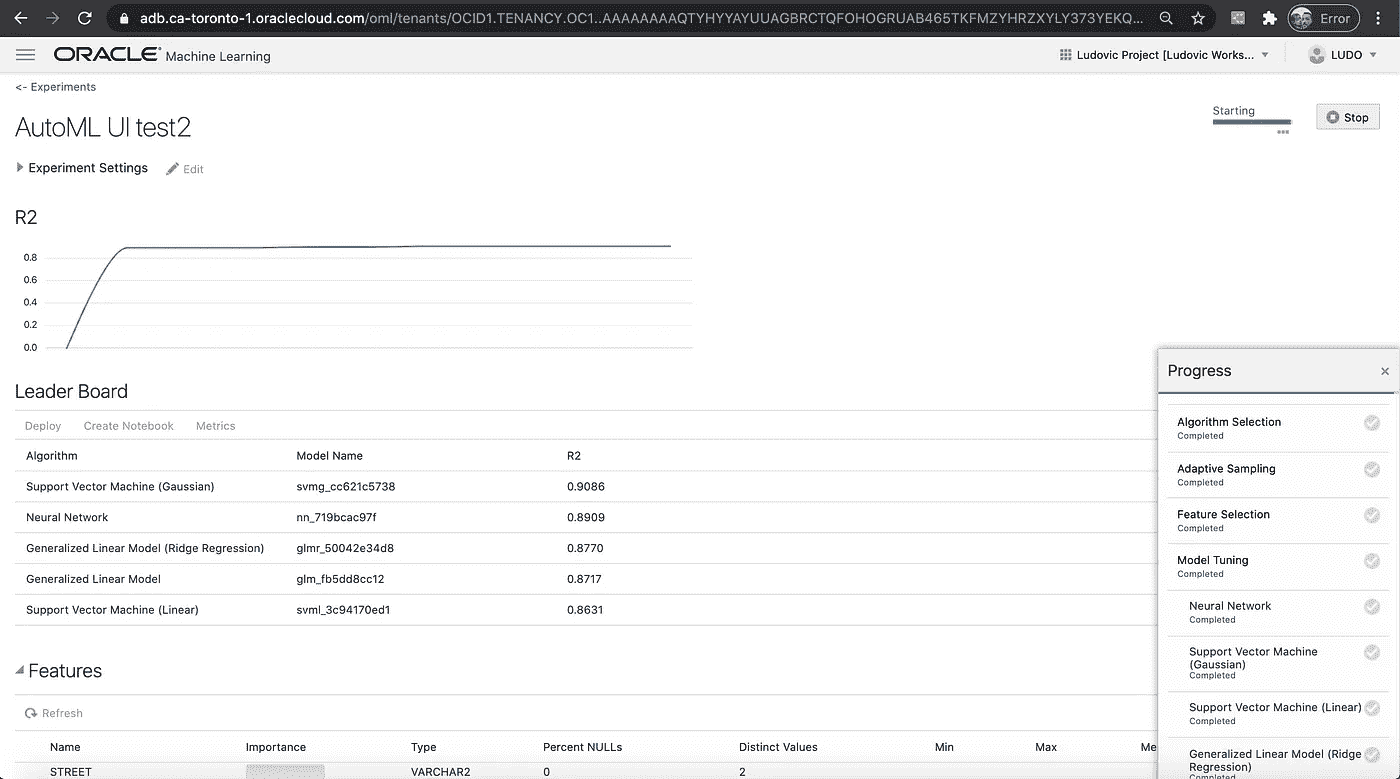 adb.ca-toronto-1.oraclecloud.com/oml/tenants/OCID1.TENANCY.OC1..AAAAAAAAQTYHYYAYUUAGBRCTQFOHOGRUAB465TKFMZYHRZXYLY373YEKQ...
Error
ORACLE Machine Learning
Ludovic Project [Ludovic Works...
LUDO
<- Experiments
AutoML UI test2
Starting
Stop
Experiment Settings
Edit
R2
0.8
0.6
0.4
0.2
0.0
Leader Board
Deploy Create Notebook Metrics
Algorithm Model Name R2
Support Vector Machine (Gaussian) svmg_cc621c5738 0.9086
Neural Network nn_719bcac97f 0.8909
Generalized Linear Model (Ridge Regression) glmr_50042e34d8 0.8770
Generalized Linear Model glm_fb5dd8cc12 0.8717
Support Vector Machine (Linear) svml_3c94170ed1 0.8631
Features
Refresh
Name Importance Type Percent NULLs Distinct Values Min Max Me
STREET VARCHAR2 0 2
Progress
Algorithm Selection
Completed
Adaptive Sampling
Completed
Feature Selection
Completed
Model Tuning
Completed
Neural Network
Completed
Support Vector Machine
(Gaussian)
Completed
Support Vector Machine (Linear)
Completed
Generalized Linear Model (Ridge
Regression)
Completed